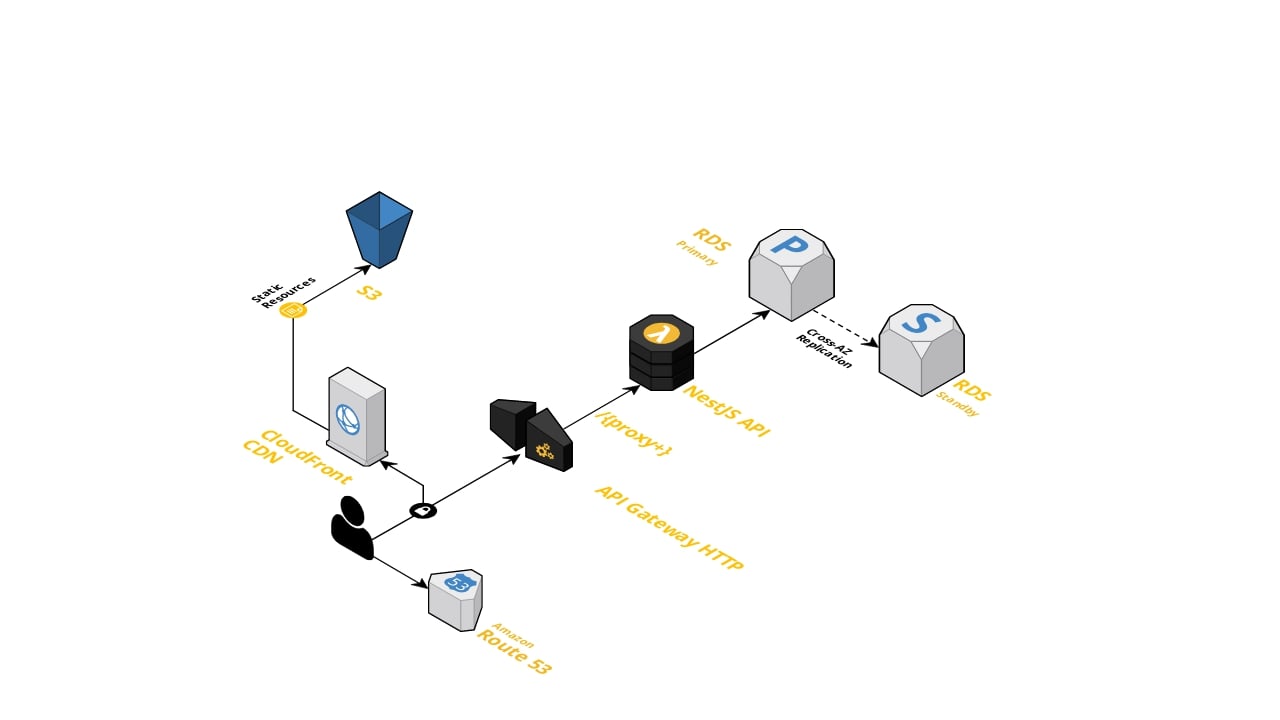 RDS
Primary
P
S
Static
Resources
S3
λ
Cross-AZ
Replication
RDS
Standby
NestJS API
/{proxy+}
CloudFront
CDN
API Gateway HTTP
53
Amazon
Route 53